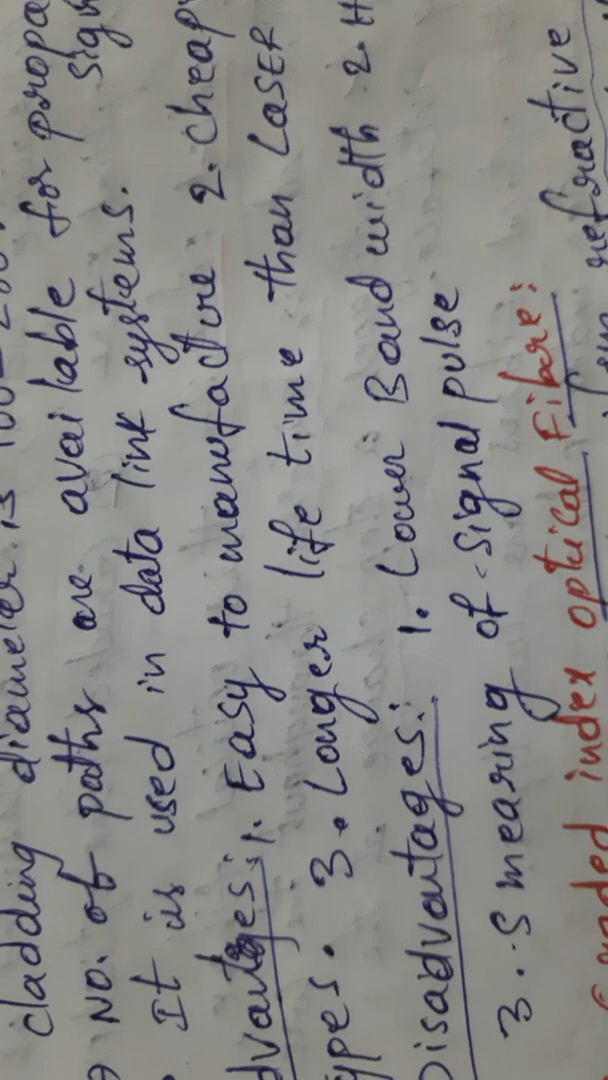 cladding diameter is
→ No. of paths are available for propa
sign
It is used in data link systems.
dvantages: 1. Easy to manufacture 2. cheap
ypes. 3. Longer life time than LASER
Disadvantages: 1. Lower Band width 2. H
3. Smearing of signal pulse
Graded index optical Fibre:
refractive